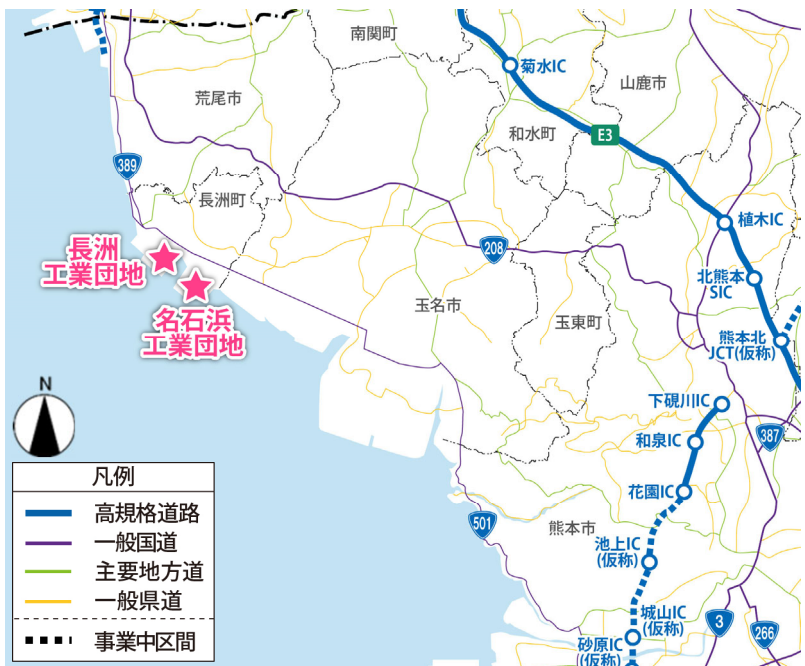 南関町
菊水IC
山鹿市
荒尾市
和水町
E3
389
長洲町
植木IC
長洲
工業団地
208
北熊本
SIC
名石浜
工業団地
玉名市
玉東町
熊本北
JCT(仮称)
N
下硯川IC
和泉IC
387
凡例
高規格道路
一般国道
主要地方道
一般県道
事業中区間
花園IC
501
熊本市
池上IC
(仮称)
城山IC
(仮称)
3
砂原IC
(仮称)
266